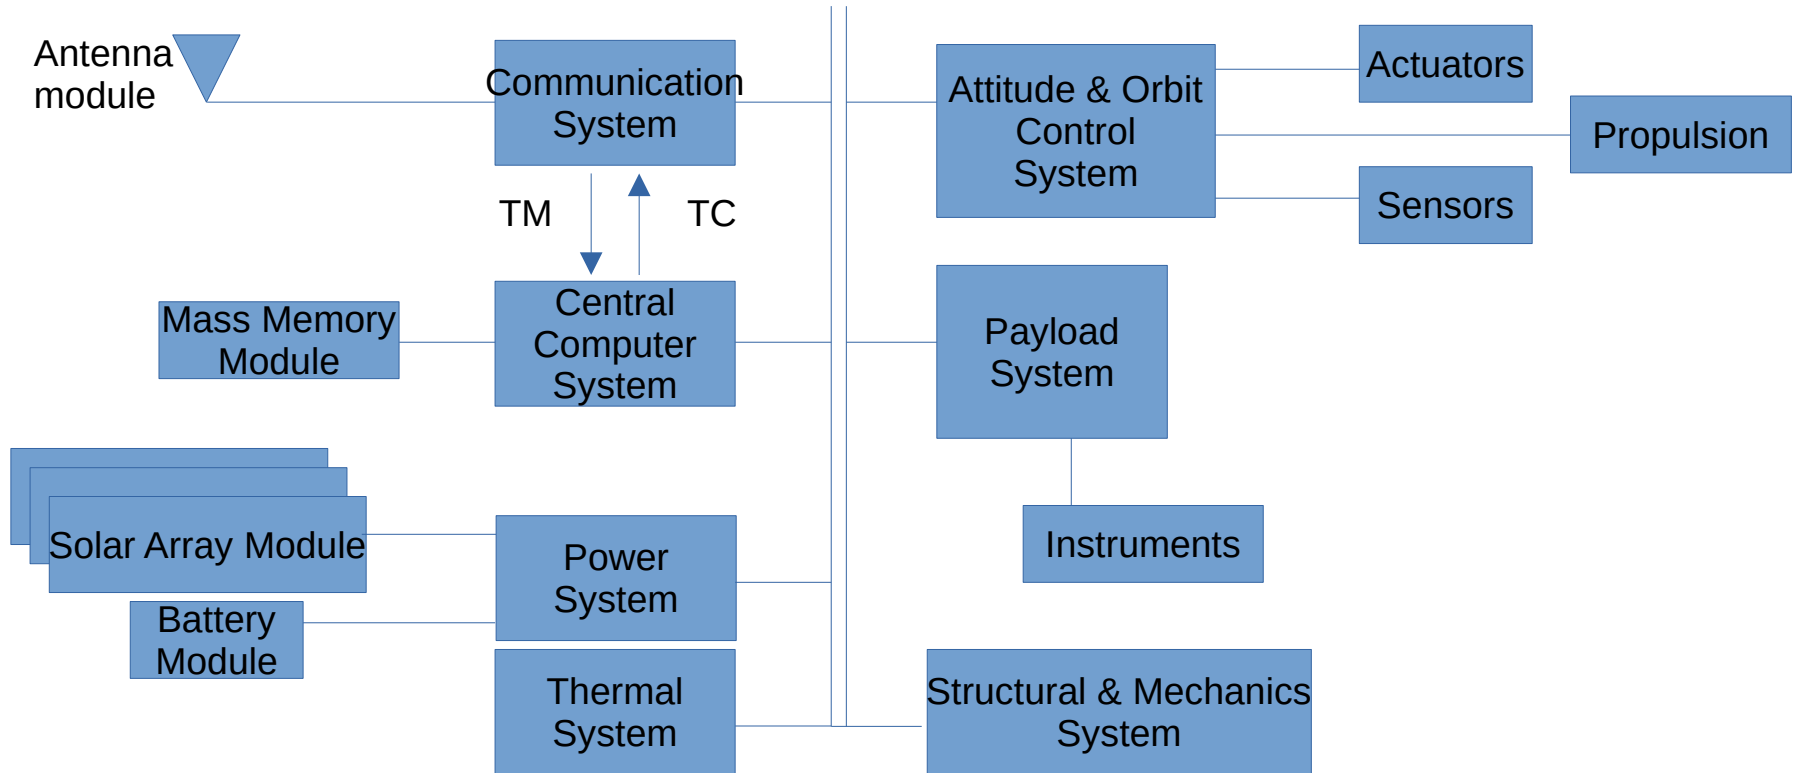 Antenna
module
Communication
System
Attitude & Orbit
Control
System
Actuators
Propulsion
Sensors
TM
TC
Mass Memory
Module
Central
Computer
System
Payload
System
Solar Array Module
Power
System
Instruments
Battery
Module
Thermal
System
Structural & Mechanics
System